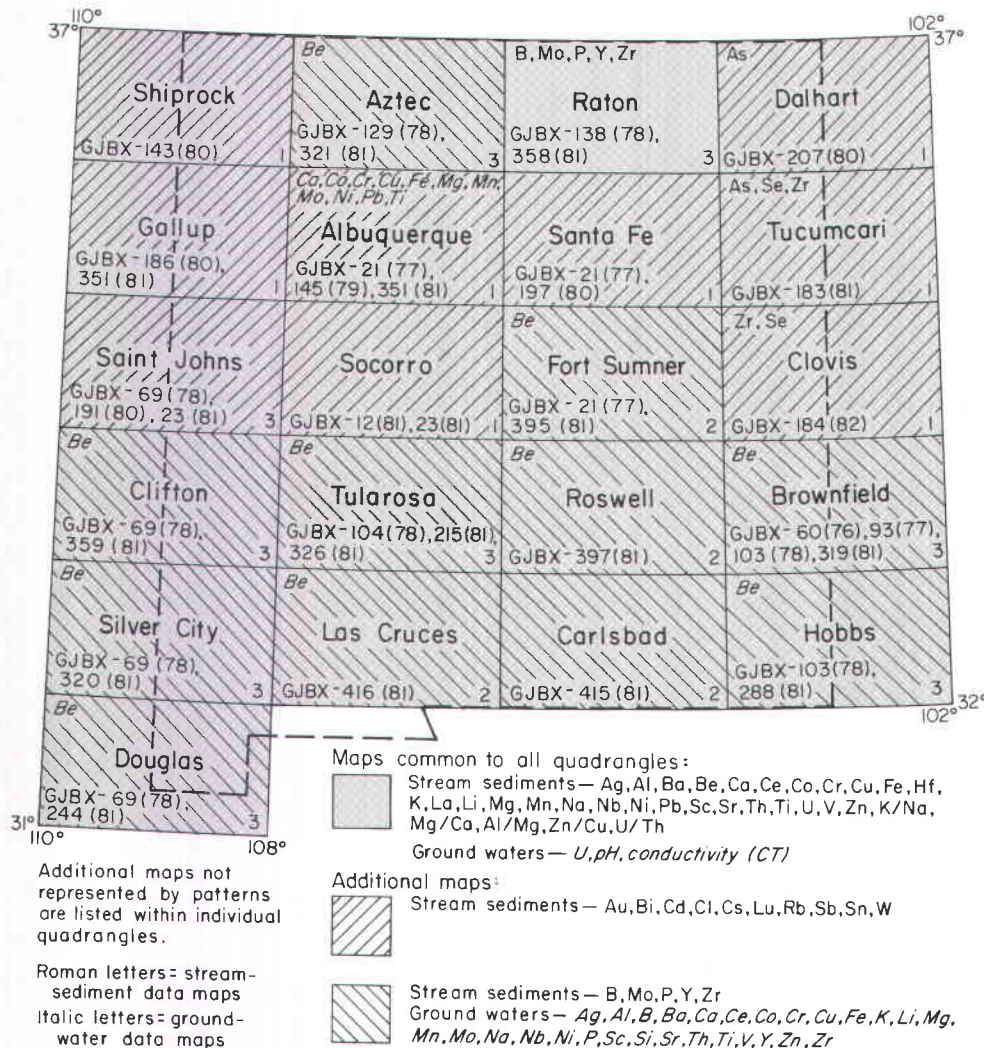 110°
37°
102°
37°
Shiprock
GJBX-143(80)
1
Be
Aztec
GJBX-129(78),
321 (81)
3
B,Mo,P,Y,Zr
Raton
GJBX-138 (78),
358(81)
3
As
Dalhart
GJBX-207(80)
1
Gallup
GJBX-186(80),
351(81)
1
Ca,Co,Cr,Cu,Fe,Mg,Mn,
Mo,Ni,Pb,Ti
Albuquerque
GJBX-21(77),
145(79),351(81)
1
Santa Fe
GJBX-21(77),
197(80)
1
As,Se,Zr
Tucumcari
GJBX-183(81)
1
Saint Johns
GJBX-69(78),
191(80), 23(81)
3
Socorro
GJBX-12(81),23(81)
1
Be
Fort Sumner
GJBX-21(77),
395(81)
2
Zr,Se
Clovis
GJBX-184(82)
1
Be
Clifton
GJBX-69(78),
359(81)
3
Be
Tularosa
GJBX-104(78),215(81),
326(81)
3
Be
Roswell
GJBX-397(81)
2
Be
Brownfield
GJBX-60(76),93(77),
103(78),319(81)
3
Be
Silver City
GJBX-69(78),
320(81)
3
Be
Las Cruces
GJBX-416(81)
2
Carlsbad
GJBX-415(81)
2
Be
Hobbs
GJBX-103(78),
288(81)
3
32°
102°
Be
Douglas
GJBX-69(78),
244(81)
3
31°
110°
108°
Maps common to all quadrangles:
Stream sediments—Ag,Al,Ba,Be,Ca,Ce,Co,Cr,Cu,Fe,Hf,
K,La,Li,Mg,Mn,Na,Nb,Ni,Pb,Sc,Sr,Th,Ti,U,V,Zn,K/Na,
Mg/Ca,Al/Mg,Zn/Cu,U/Th
Ground waters—U,pH,conductivity (CT)
Additional maps:
Stream sediments—Au,Bi,Cd,Cl,Cs,Lu,Rb,Sb,Sn,W
Stream sediments—B,Mo,P,Y,Zr
Ground waters—Ag,Al,B,Ba,Ca,Ce,Co,Cr,Cu,Fe,K,Li,Mg,
Mn,Mo,Na,Nb,Ni,P,Sc,Si,Sr,Th,Ti,V,Y,Zn,Zr
Additional maps not
represented by patterns
are listed within individual
quadrangles.
Roman letters=stream-
sediment data maps
Italic letters=ground-
water data maps